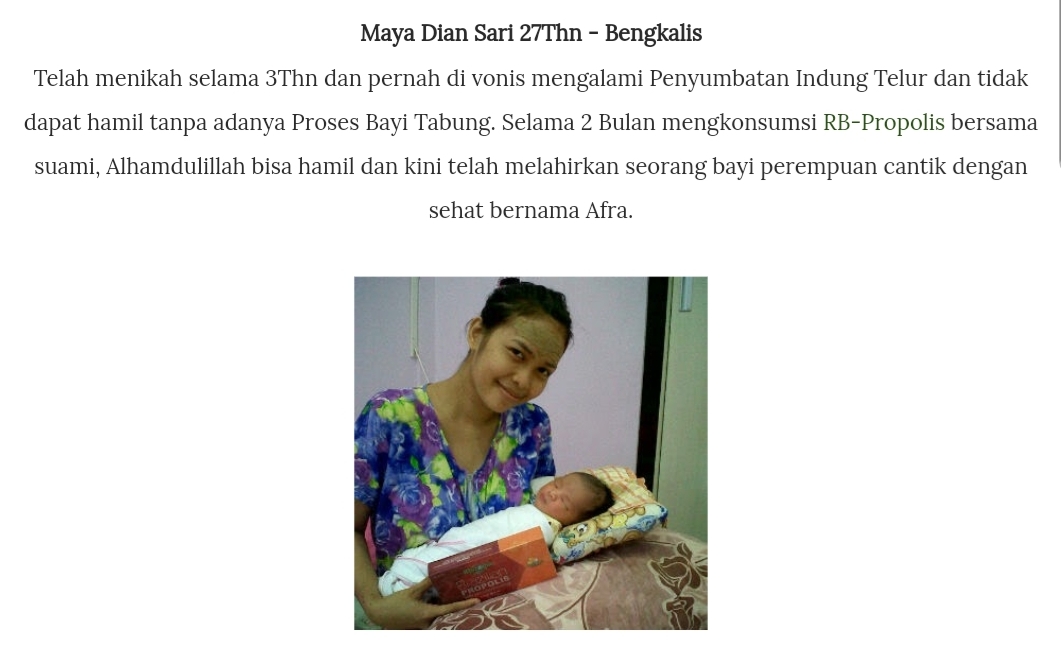 Maya Dian Sari 27Thn - Bengkalis
Telah menikah selama 3Thn dan pernah di vonis mengalami Penyumbatan Indung Telur dan tidak
dapat hamil tanpa adanya Proses Bayi Tabung. Selama 2 Bulan mengkonsumsi RB-Propolis bersama
suami, Alhamdulillah bisa hamil dan kini telah melahirkan seorang bayi perempuan cantik dengan
sehat bernama Afra.
PROPOLIS